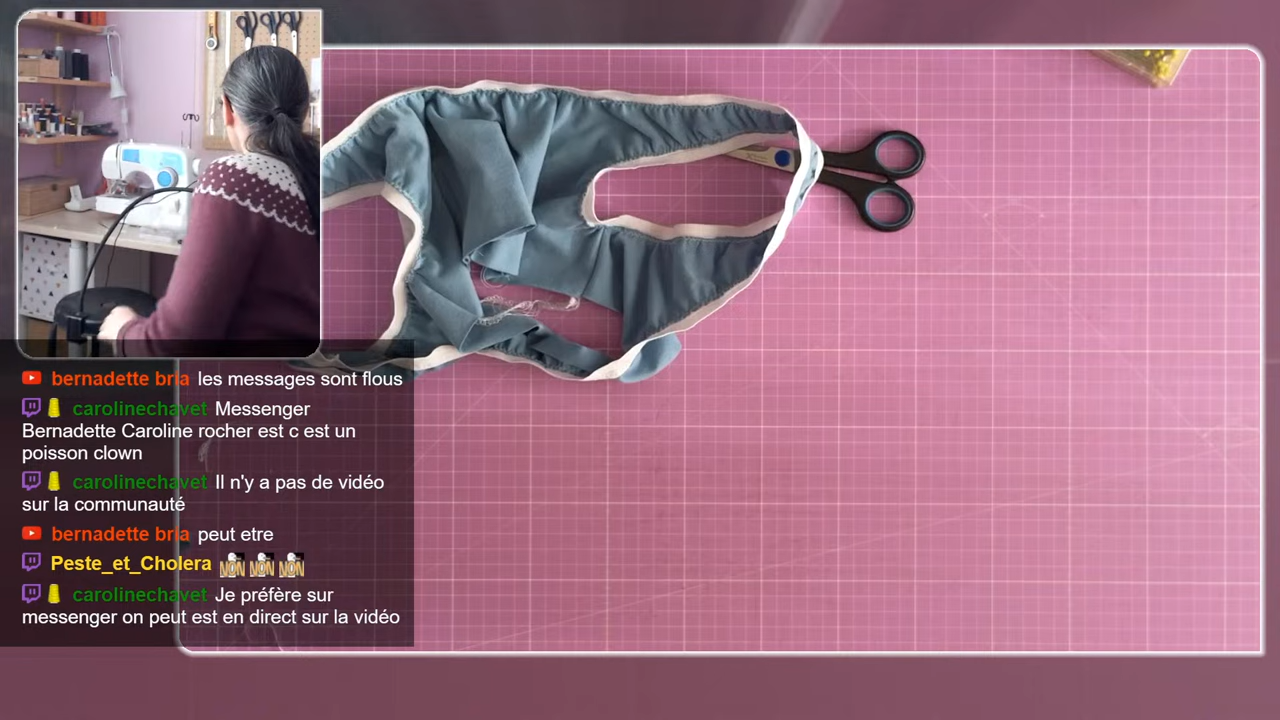 bernadette bria les messages sont flous
carolinechavet Messenger
Bernadette Caroline rocher est c est un
poisson clown
carolinechavet Il n'y a pas de vidéo
sur la communauté
bernadette bria peut etre
Peste_et_Cholera NON NON NON
carolinechavet Je préfère sur
messenger on peut est en direct sur la vidéo